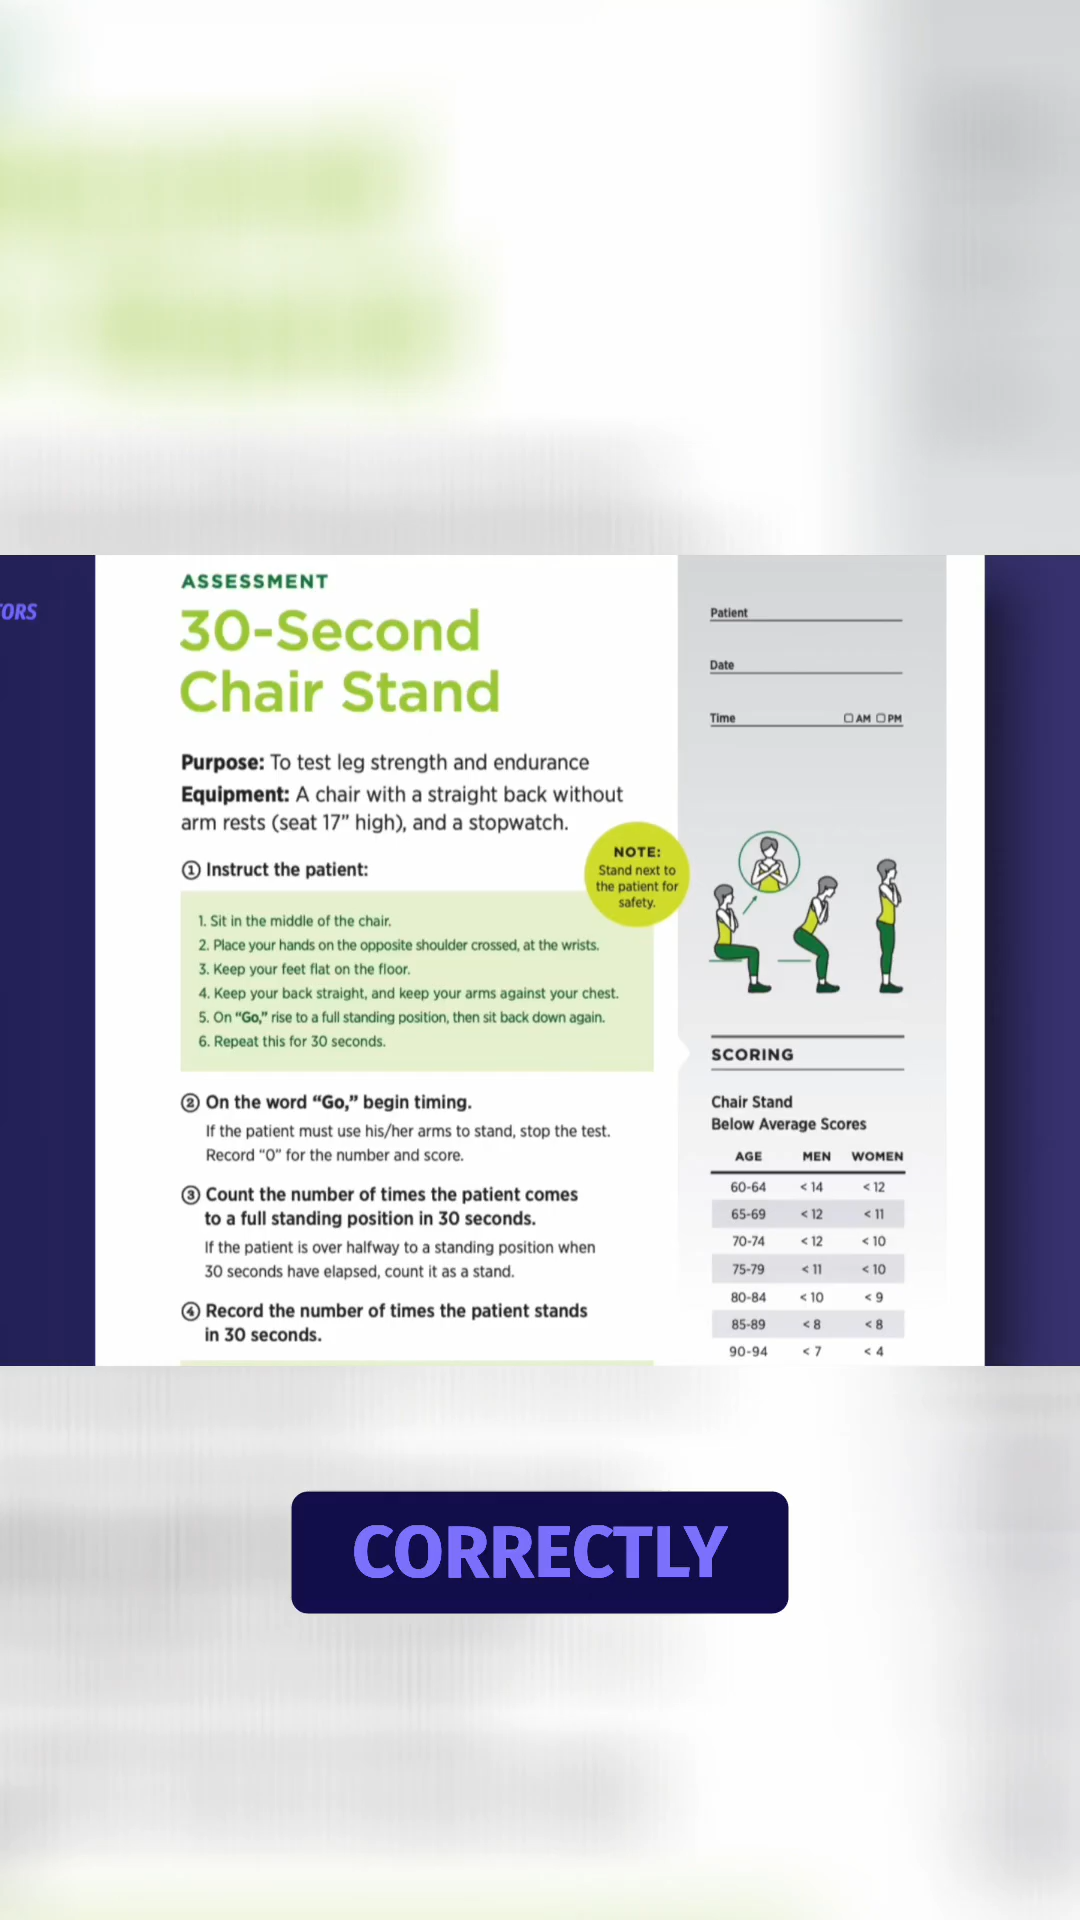 TORS
ASSESSMENT
30-Second
Chair Stand
Purpose: To test leg strength and endurance
Equipment: A chair with a straight back without
arm rests (seat 17” high), and a stopwatch.
① Instruct the patient:
NOTE:
Stand next to
the patient for
safety.
1. Sit in the middle of the chair.
2. Place your hands on the opposite shoulder crossed, at the wrists.
3. Keep your feet flat on the floor.
4. Keep your back straight, and keep your arms against your chest.
5. On “Go,” rise to a full standing position, then sit back down again.
6. Repeat this for 30 seconds.
② On the word “Go,” begin timing.
If the patient must use his/her arms to stand, stop the test.
Record “0” for the number and score.
③ Count the number of times the patient comes
to a full standing position in 30 seconds.
If the patient is over halfway to a standing position when
30 seconds have elapsed, count it as a stand.
④ Record the number of times the patient stands
in 30 seconds.
Patient
Date
Time AM PM
SCORING
Chair Stand
Below Average Scores
AGE MEN WOMEN
60-64 < 14 < 12
65-69 < 12 < 11
70-74 < 12 < 10
75-79 < 11 < 10
80-84 < 10 < 9
85-89 < 8 < 8
90-94 < 7 < 4
CORRECTLY